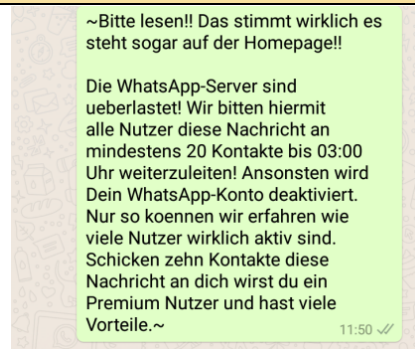 ~Bitte lesen!! Das stimmt wirklich es
steht sogar auf der Homepage!!
Die WhatsApp-Server sind
ueberlastet! Wir bitten hiermit
alle Nutzer diese Nachricht an
mindestens 20 Kontakte bis 03:00
Uhr weiterzuleiten! Ansonsten wird
Dein WhatsApp-Konto deaktiviert.
Nur so koennen wir erfahren wie
viele Nutzer wirklich aktiv sind.
Schicken zehn Kontakte diese
Nachricht an dich wirst du ein
Premium Nutzer und hast viele
Vorteile.~
11:50